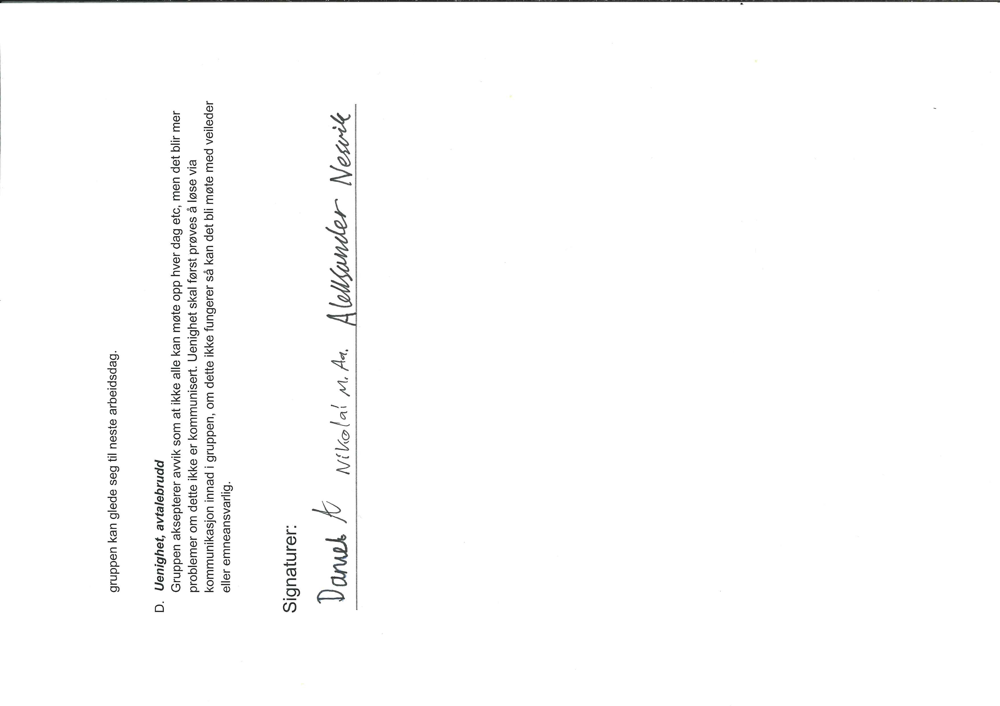 gruppen kan glede seg til neste arbeidsdag.
D. Uenighet, avtalebrudd
Gruppen aksepterer avvik som at ikke alle kan møte opp hver dag etc, men det blir mer
problemer om dette ikke er kommunisert. Uenighet skal først prøves å løse via
kommunikasjon innad i gruppen, om dette ikke fungerer så kan det bli møte med veileder
eller emneansvarlig.
Signaturer:
Nikolai M. Aa. Aleksander Nesvik